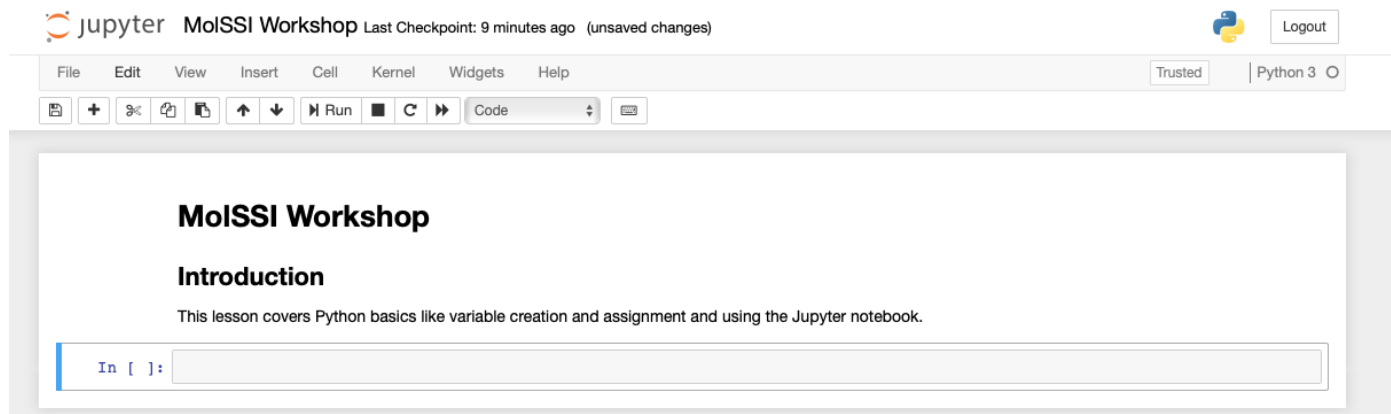 jupyter MolSSI Workshop Last Checkpoint: 9 minutes ago (unsaved changes) Logout
File Edit View Insert Cell Kernel Widgets Help Trusted Python 3
Run Code
MolSSI Workshop
Introduction
This lesson covers Python basics like variable creation and assignment and using the Jupyter notebook.
In [ ]: